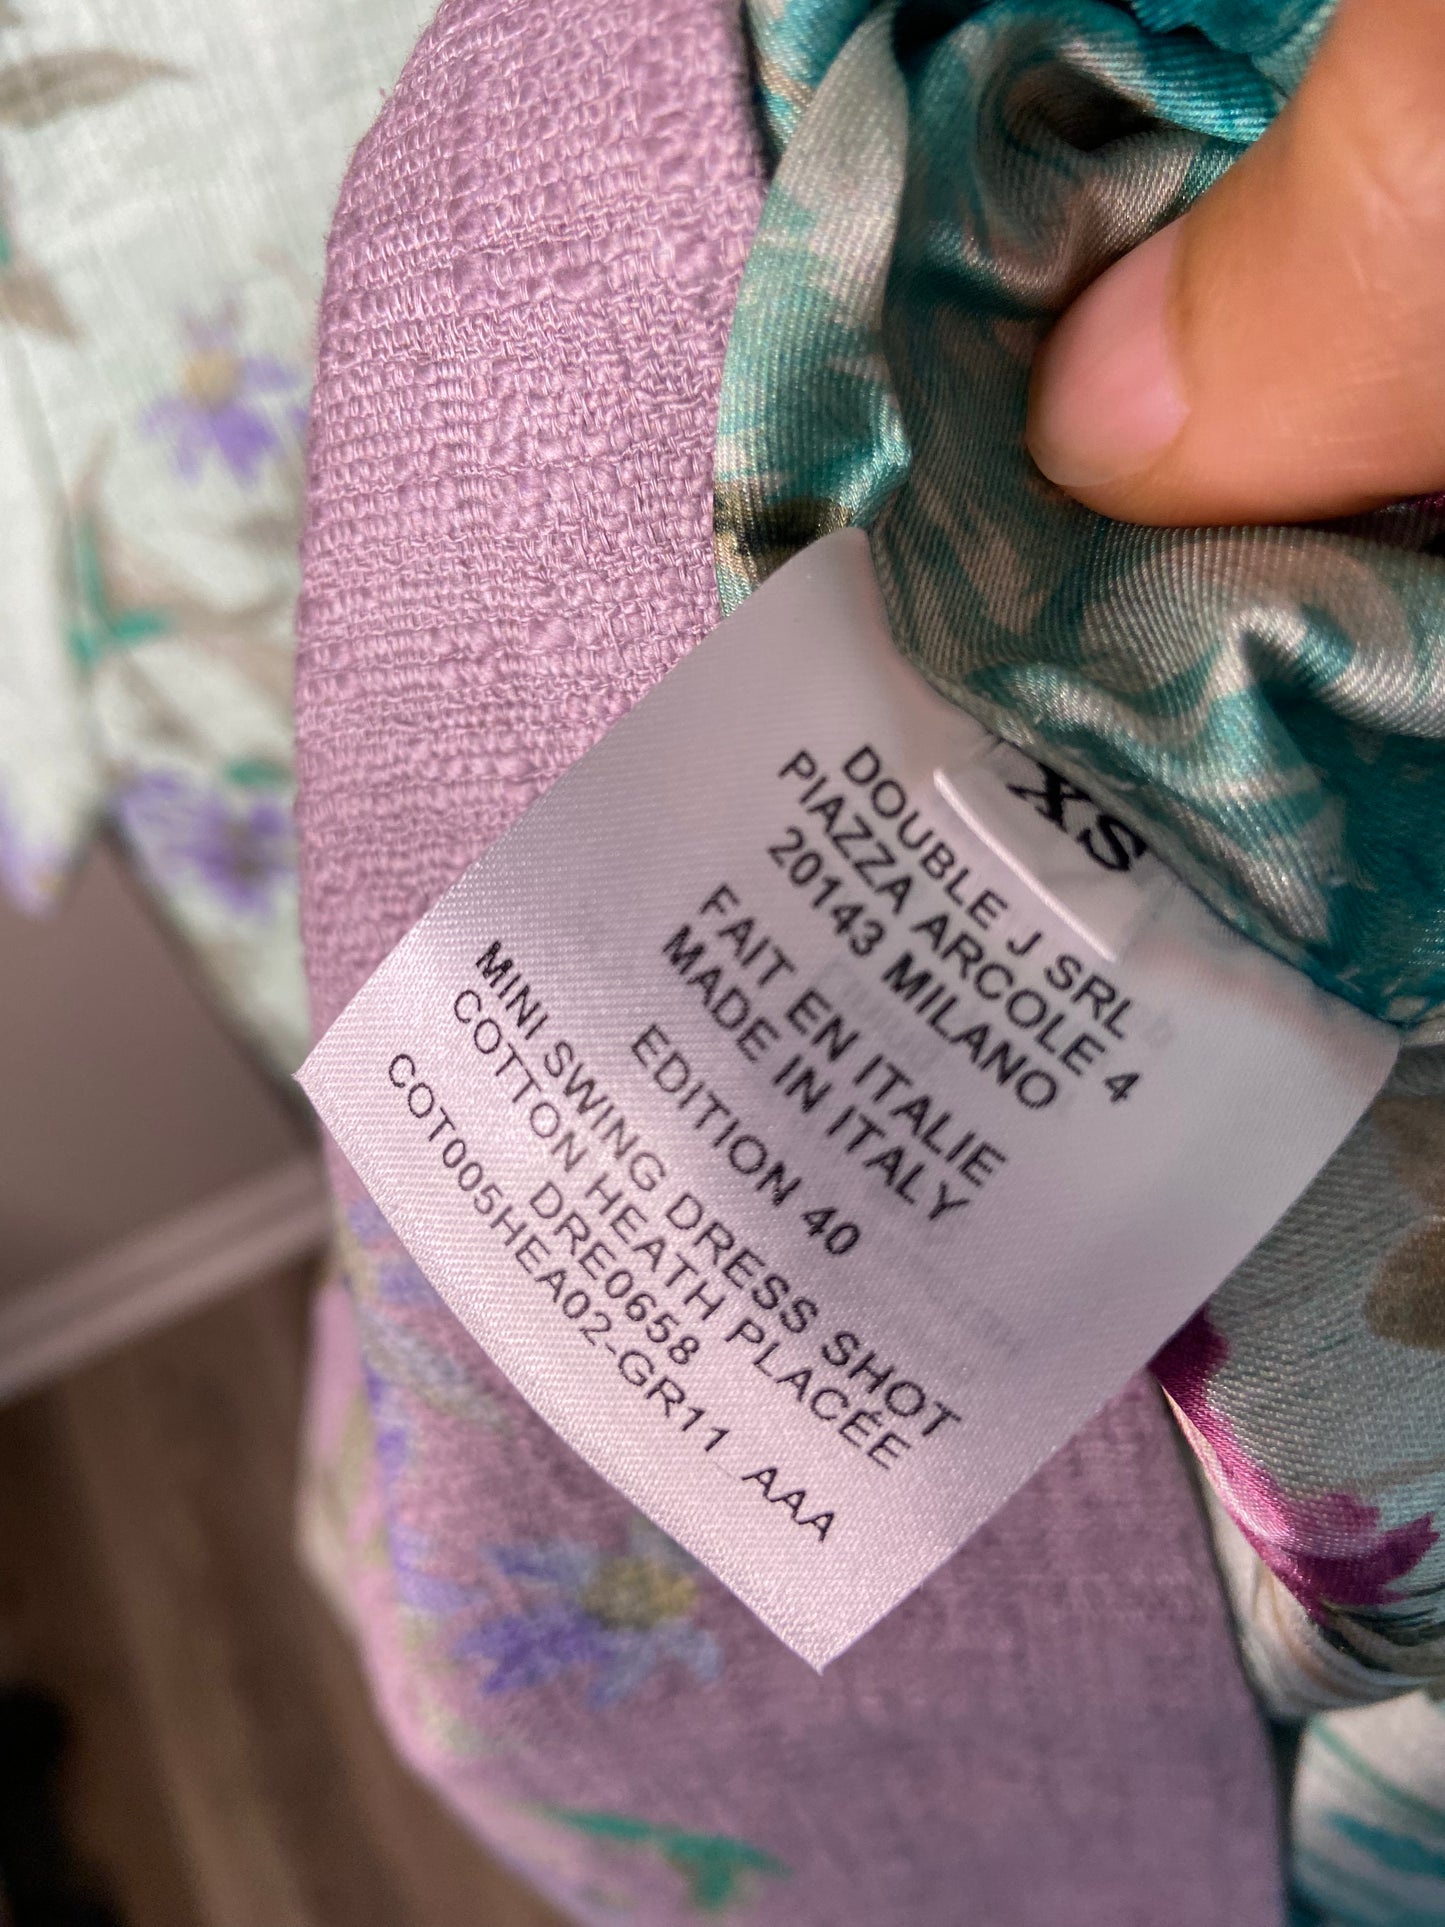 XS
DOUBLE J SRL
PIAZZA ARCOLE 4
20143 MILANO
FAIT EN ITALIE
MADE IN ITALY
EDITION 40
MINI SWING DRESS SHOT
COTTON HEATH PLACÉE
DRE0658
COT005HEA02-GR11_AAA